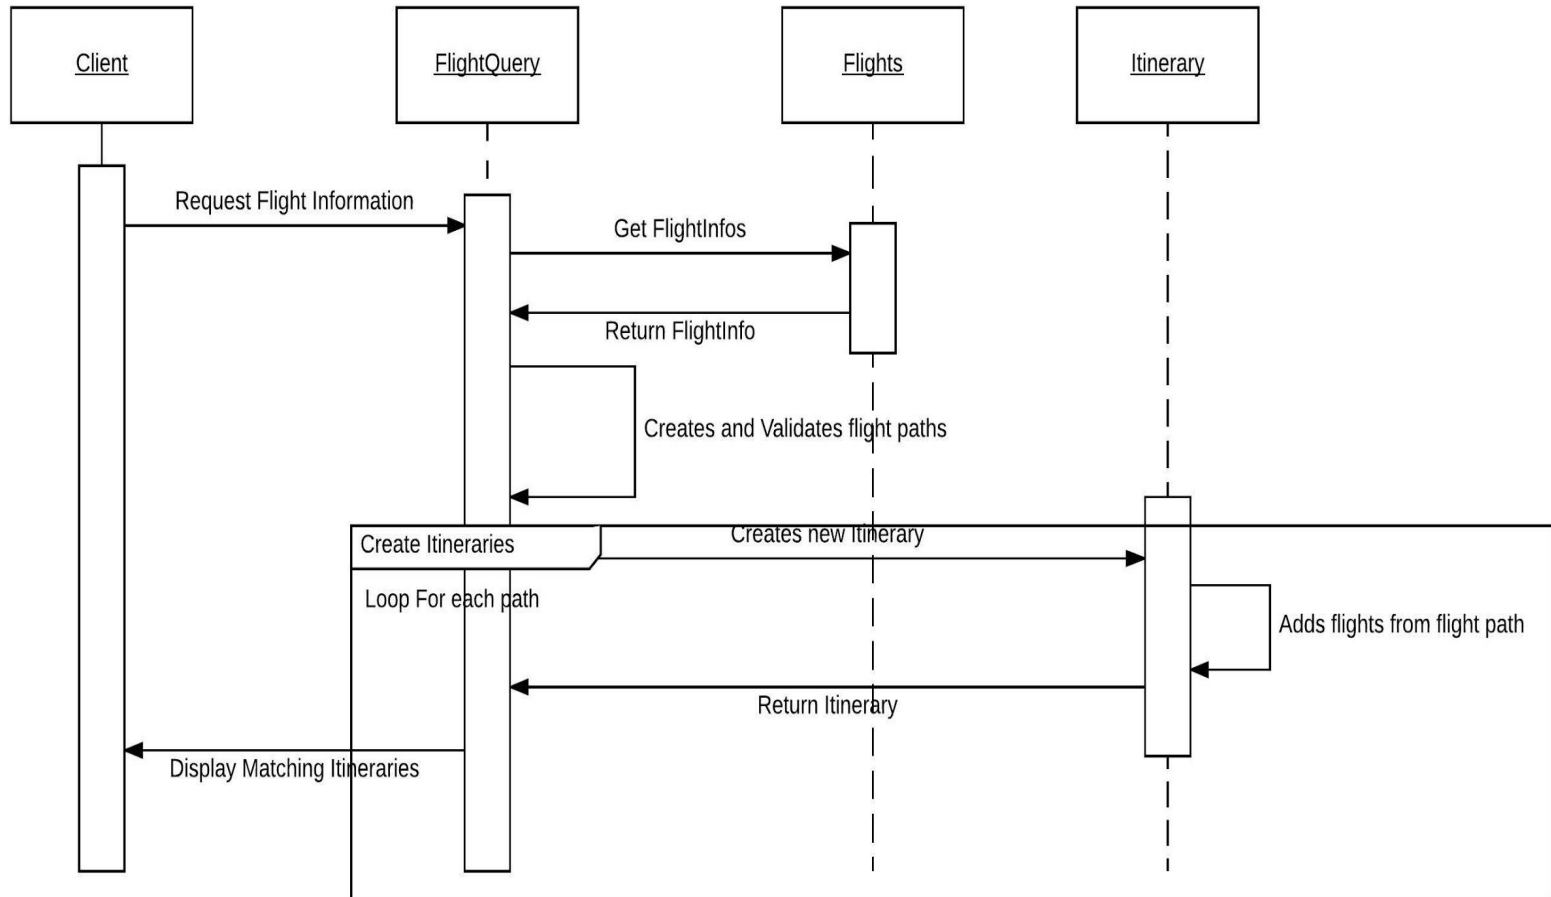 Client
FlightQuery
Flights
Itinerary
Request Flight Information
Get FlightInfos
Return FlightInfo
Creates and Validates flight paths
Creates new Itinerary
Create Itineraries
Loop For each path
Adds flights from flight path
Return Itinerary
Display Matching Itineraries